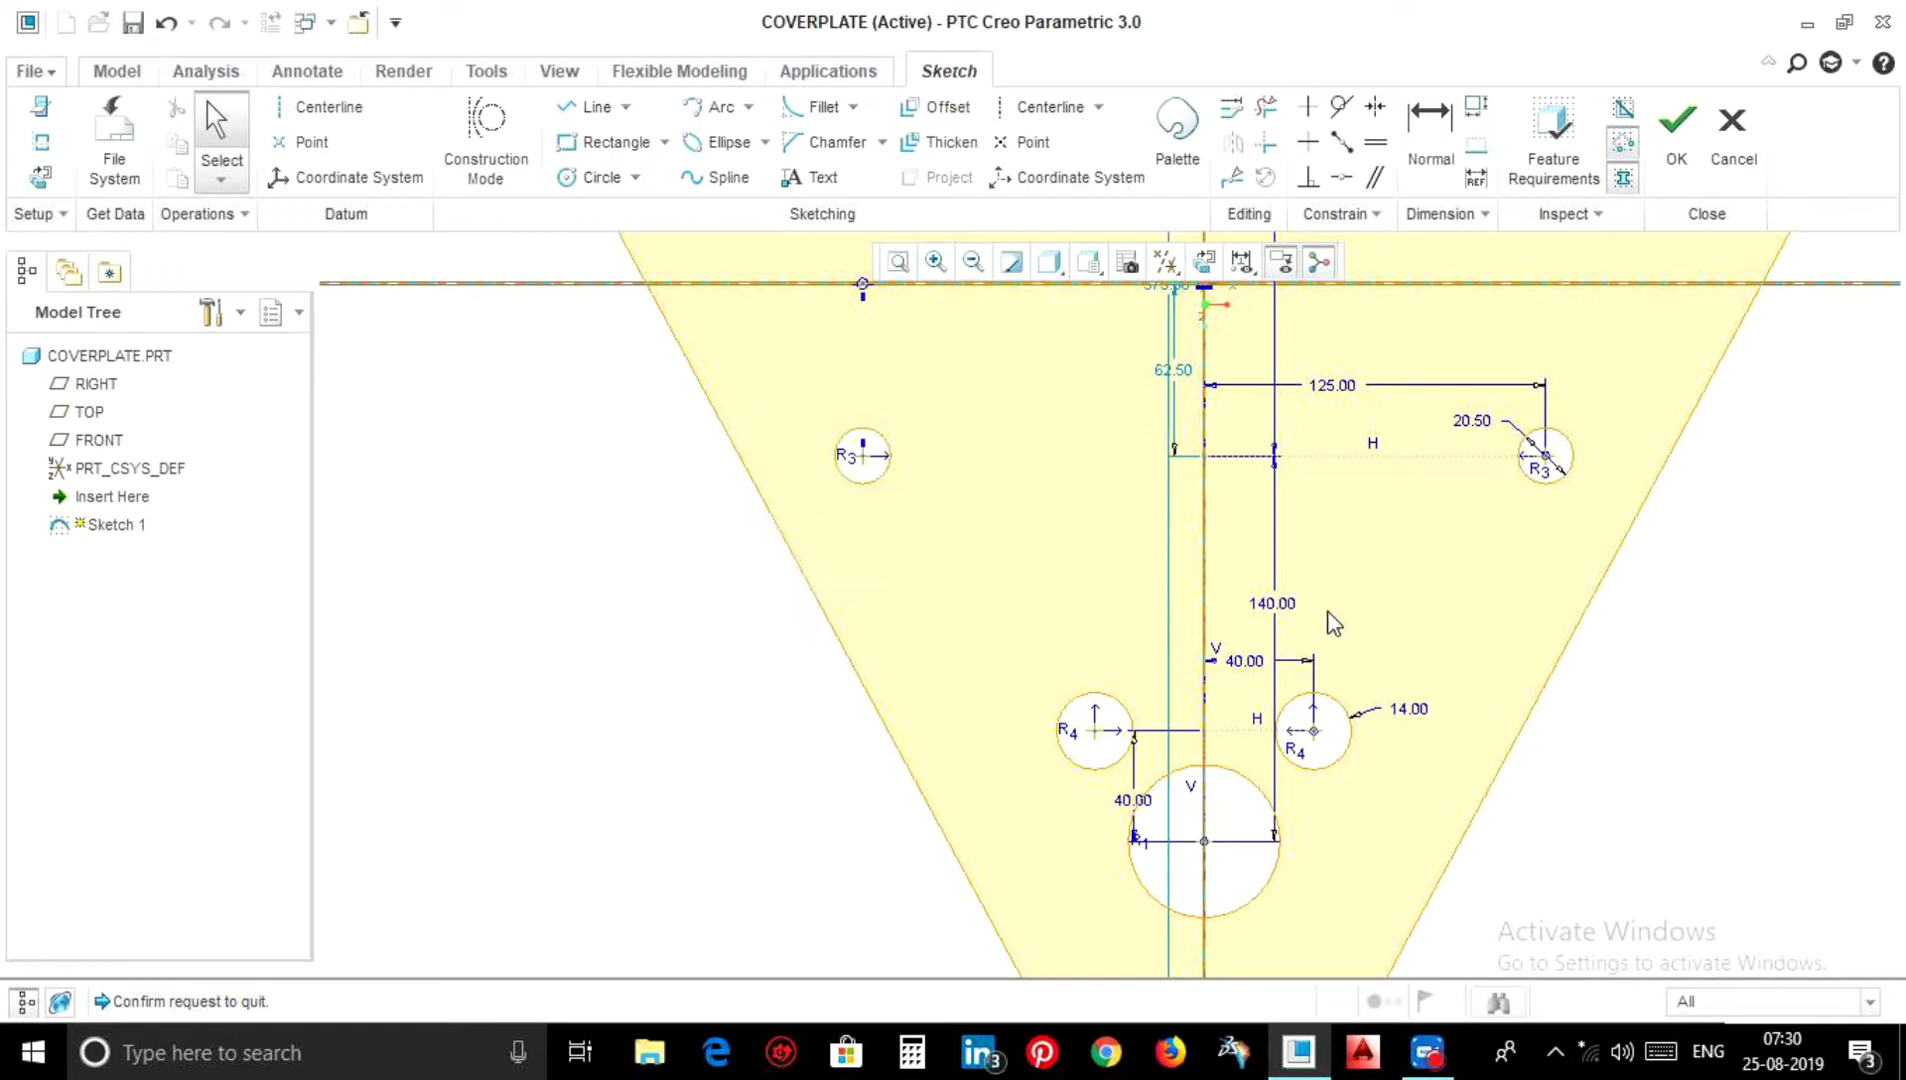 COVERPLATE (Active) - PTC Creo Parametric 3.0
File Model Analysis Annotate Render Tools View Flexible Modeling Applications Sketch
Centerline Line Arc Fillet Offset Centerline
File System Select Point Construction Mode Rectangle Ellipse Chamfer Thicken Point Palette Normal Feature Requirements OK Cancel
Coordinate System Circle Spline Text Project Coordinate System REF
Setup Get Data Operations Datum Sketching Editing Constrain Dimension Inspect Close
Model Tree
COVERPLATE.PRT
RIGHT
TOP
FRONT
PRT_CSYS_DEF
Insert Here
Sketch 1
62.50
125.00
20.50
H
R3
R3
140.00
V
40.00
14.00
H
R4
R4
V
40.00
R1
Activate Windows
Go to Settings to activate Windows.
Confirm request to quit.
All
Type here to search
3
ENG
07:30
25-08-2019
3